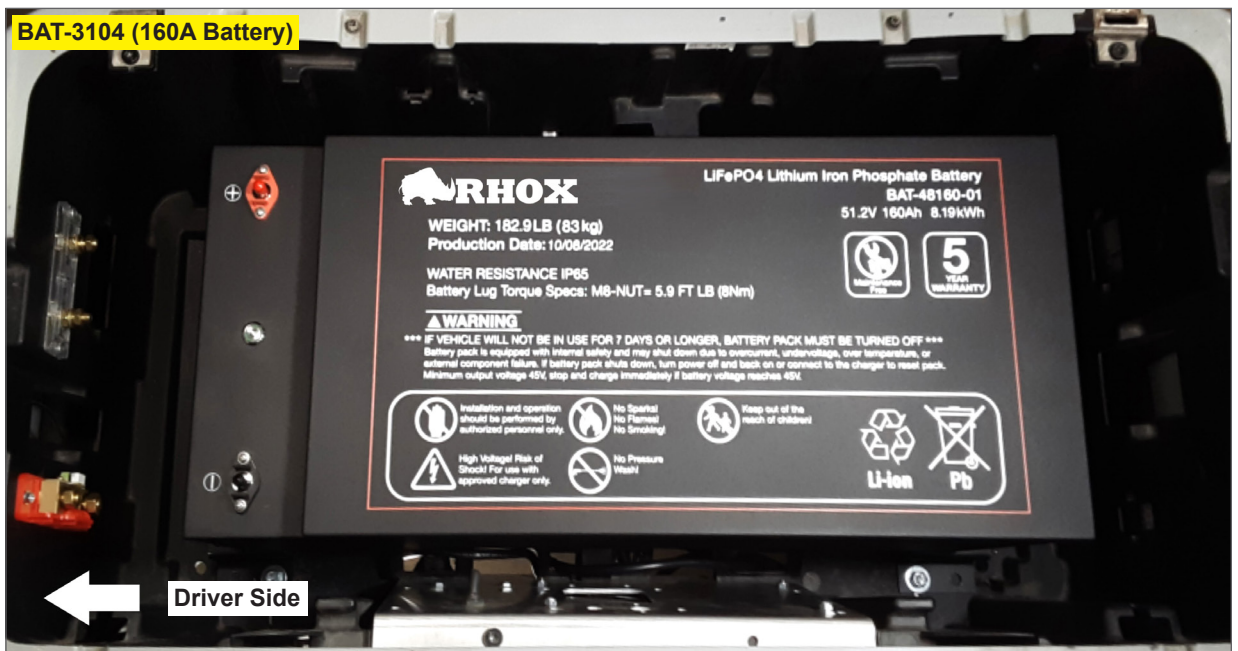 BAT-3104 (160A Battery)
RHOX
LiFePO4 Lithium Iron Phosphate Battery
BAT-48160-01
51.2V 160Ah 8.19kWh
WEIGHT: 182.9LB (83kg)
Production Date: 10/08/2022
WATER RESISTANCE IP65
Battery Lug Torque Specs: M8-NUT= 5.9 FT LB (8Nm)
Maintenance
Free
5
YEAR
WARRANTY
WARNING
*** IF VEHICLE WILL NOT BE IN USE FOR 7 DAYS OR LONGER, BATTERY PACK MUST BE TURNED OFF ***
Battery pack is equipped with internal safety and may shut down due to overcurrent, undervoltage, over temperature, or
external component failure. If battery pack shuts down, turn power off and back on or connect to the charger to reset pack.
Minimum output voltage 45V, stop and charge immediately if battery voltage reaches 45V.
Installation and operation
should be performed by
authorized personnel only.
No Sparks!
No Flames!
No Smoking!
Keep out of the
reach of children!
High Voltage! Risk of
Shock! For use with
approved charger only.
No Pressure
Wash!
Li-ion
Pb
Driver Side